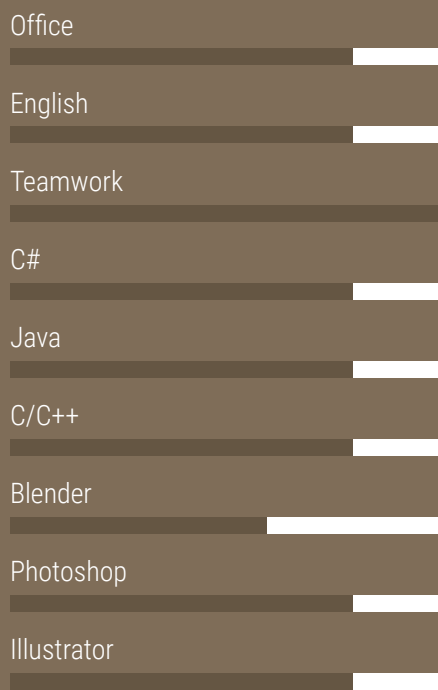 Office
English
Teamwork
C#
Java
C/C++
Blender
Photoshop
Illustrator